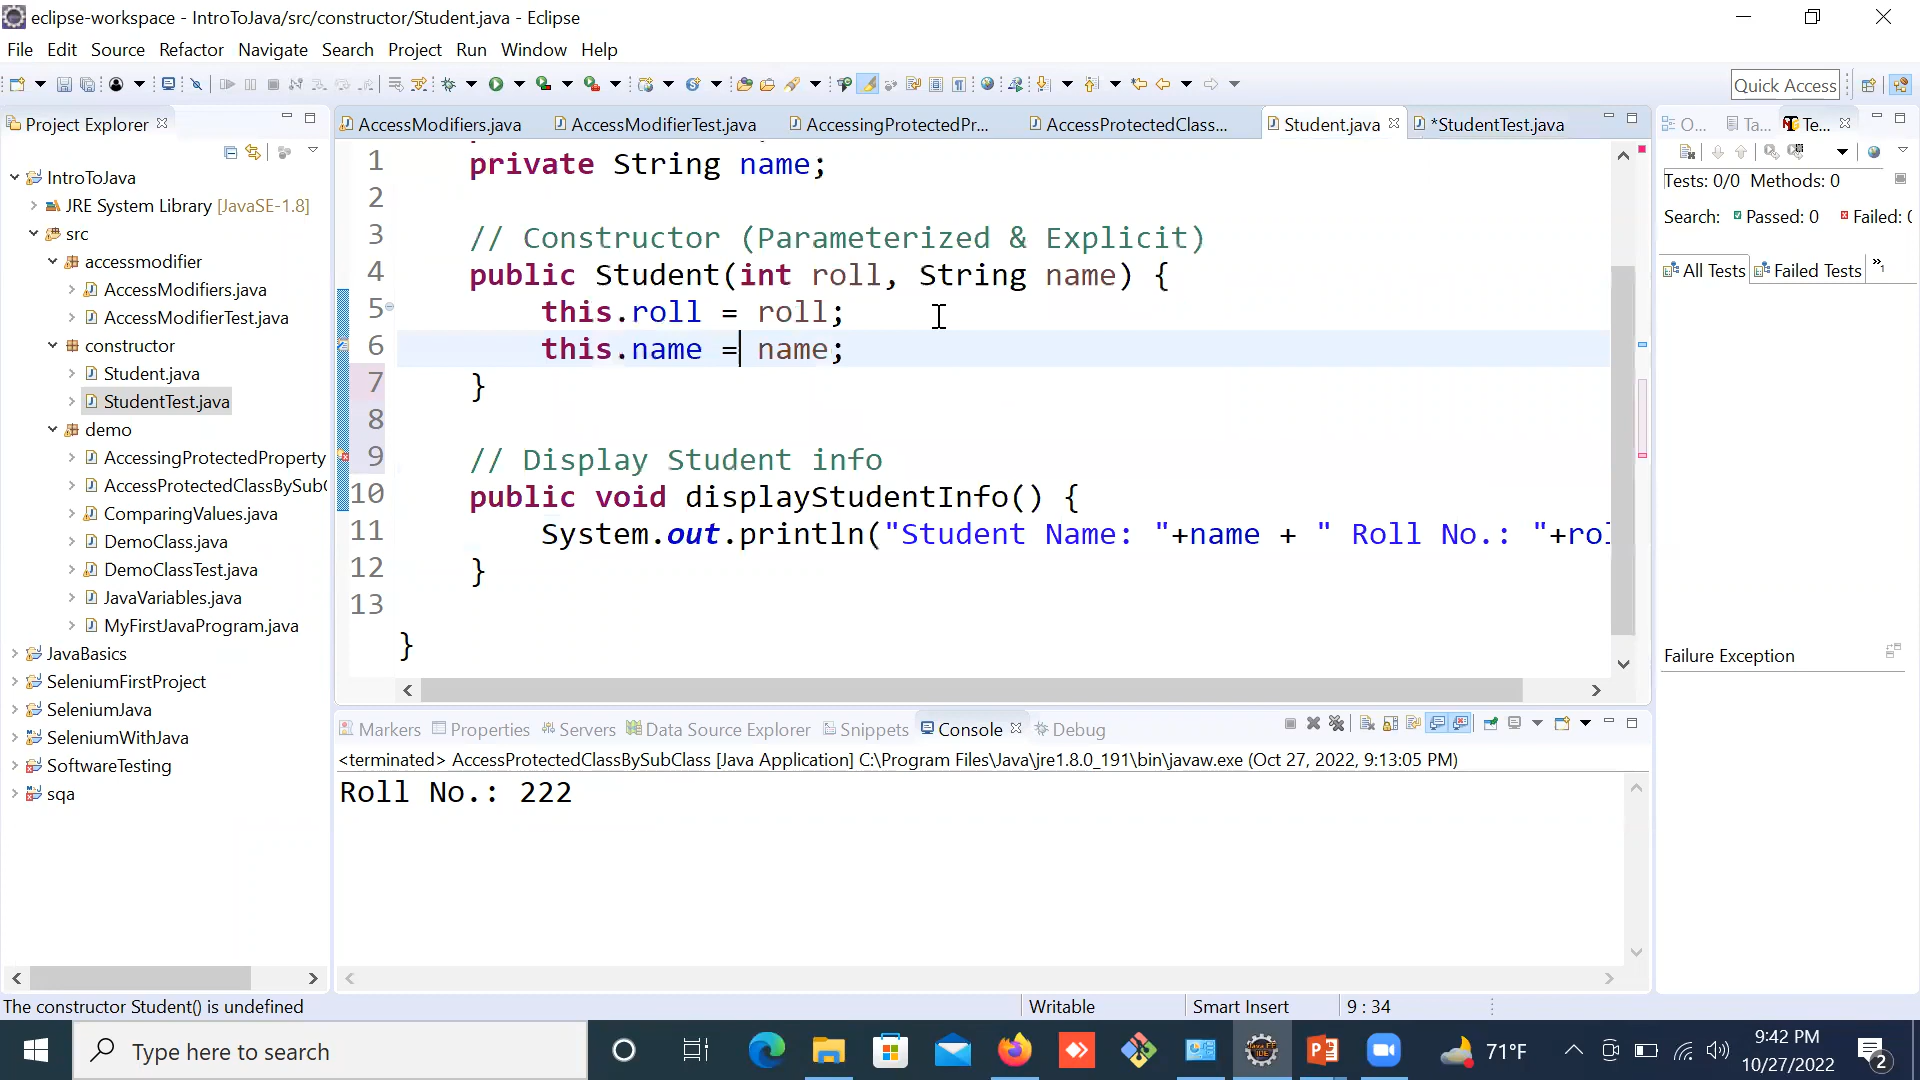 eclipse-workspace - IntroToJava/src/constructor/Student.java - Eclipse
File Edit Source Refactor Navigate Search Project Run Window Help
Quick Access
Project Explorer
AccessModifiers.java AccessModifierTest.java AccessingProtectedPr... AccessProtectedClass... Student.java *StudentTest.java
O... Ta... Te...
IntroToJava
JRE System Library [JavaSE-1.8]
src
accessmodifier
AccessModifiers.java
AccessModifierTest.java
constructor
Student.java
StudentTest.java
demo
AccessingProtectedProperty
AccessProtectedClassBySubC
ComparingValues.java
DemoClass.java
DemoClassTest.java
JavaVariables.java
MyFirstJavaProgram.java
JavaBasics
SeleniumFirstProject
SeleniumJava
SeleniumWithJava
SoftwareTesting
sqa
1 private String name;
2
3 // Constructor (Parameterized & Explicit)
4 public Student(int roll, String name) {
5 this.roll = roll;
6 this.name = name;
7 }
8
9 // Display Student info
10 public void displayStudentInfo() {
11 System.out.println("Student Name: "+name + " Roll No.: "+rol
12 }
13
}
Tests: 0/0 Methods: 0
Search: Passed: 0 Failed: 0
All Tests Failed Tests »1
Failure Exception
Markers Properties Servers Data Source Explorer Snippets Console Debug
<terminated> AccessProtectedClassBySubClass [Java Application] C:\Program Files\Java\jre1.8.0_191\bin\javaw.exe (Oct 27, 2022, 9:13:05 PM)
Roll No.: 222
The constructor Student() is undefined
Writable Smart Insert 9 : 34
Type here to search
71°F
9:42 PM
10/27/2022
2